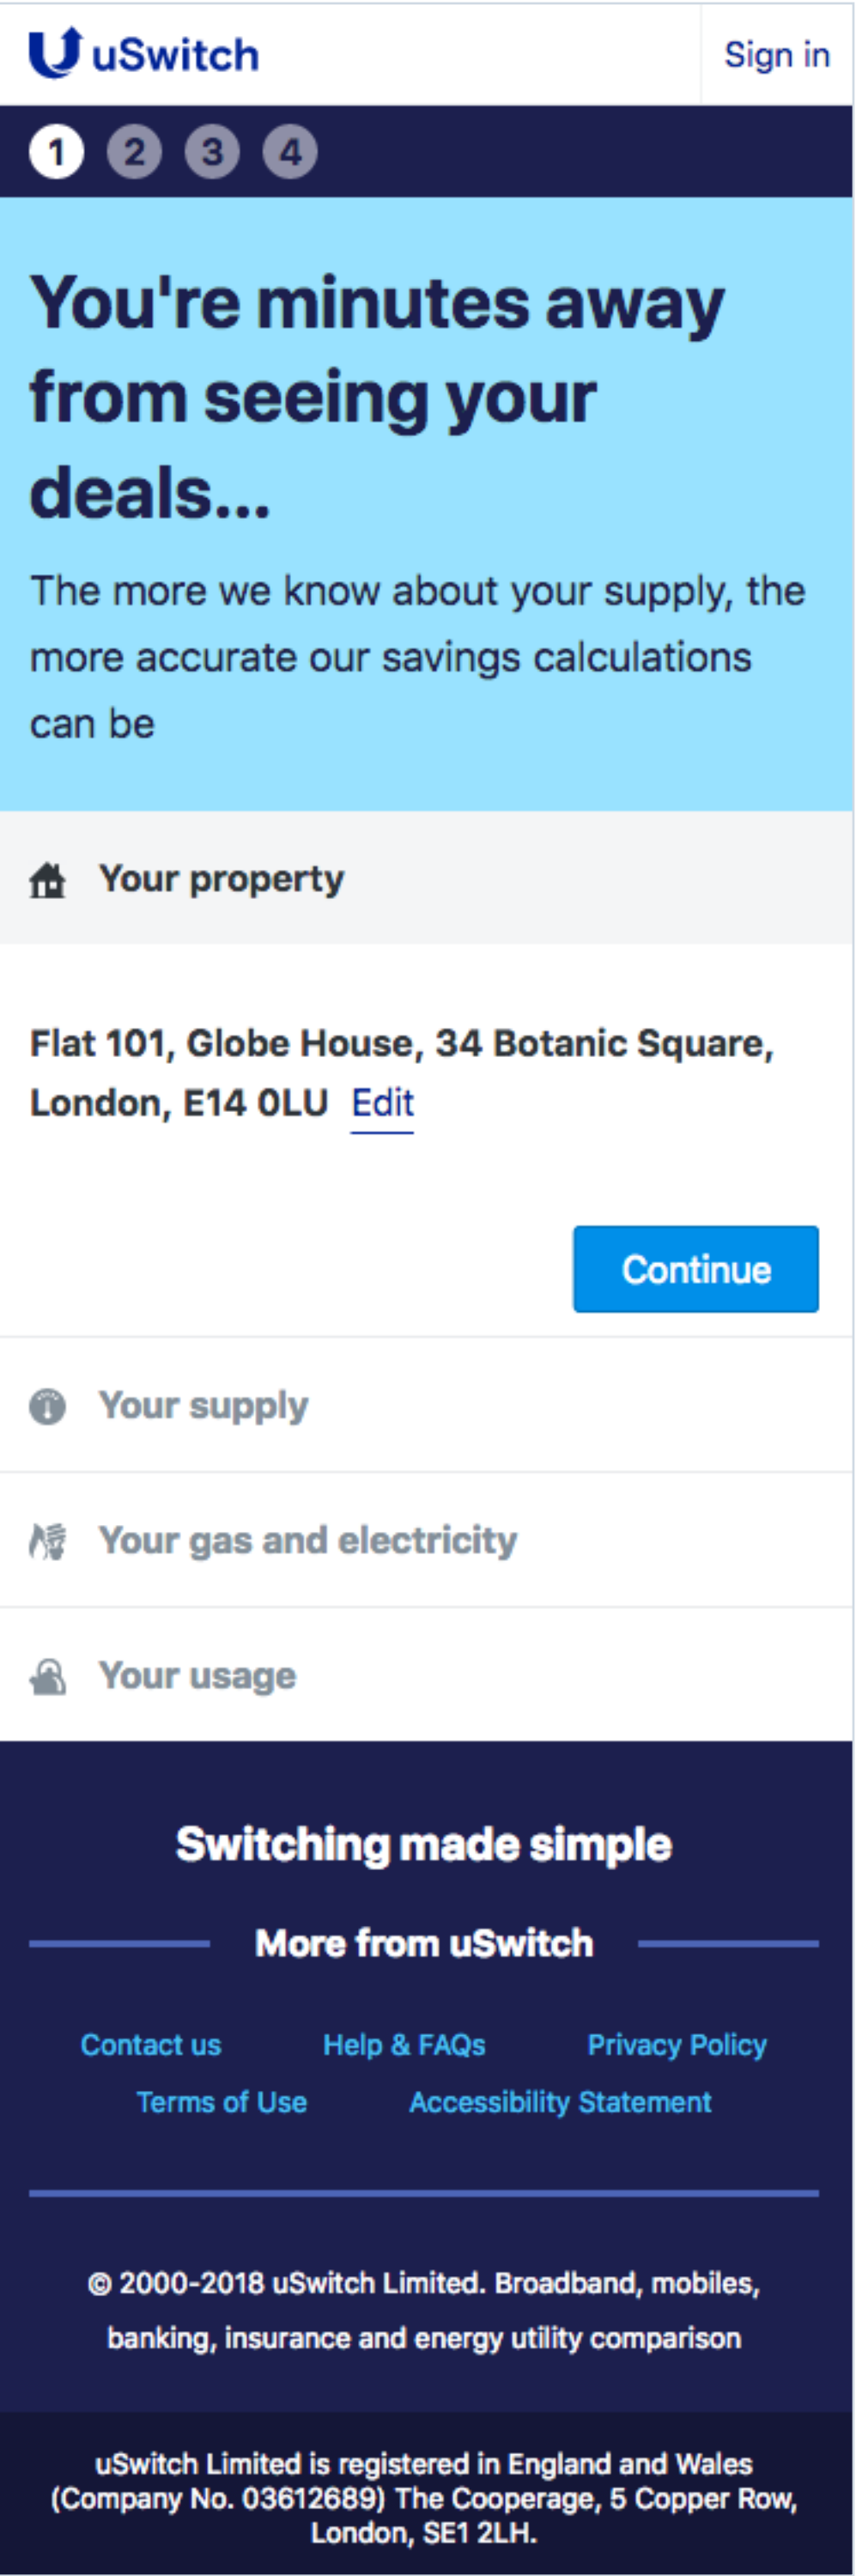 uSwitch
Sign in
1 2 3 4
You're minutes away
from seeing your
deals...
The more we know about your supply, the
more accurate our savings calculations
can be
Your property
Flat 101, Globe House, 34 Botanic Square,
London, E14 0LU Edit
Continue
Your supply
Your gas and electricity
Your usage
Switching made simple
More from uSwitch
Contact us Help & FAQs Privacy Policy
Terms of Use Accessibility Statement
© 2000-2018 uSwitch Limited. Broadband, mobiles,
banking, insurance and energy utility comparison
uSwitch Limited is registered in England and Wales
(Company No. 03612689) The Cooperage, 5 Copper Row,
London, SE1 2LH.